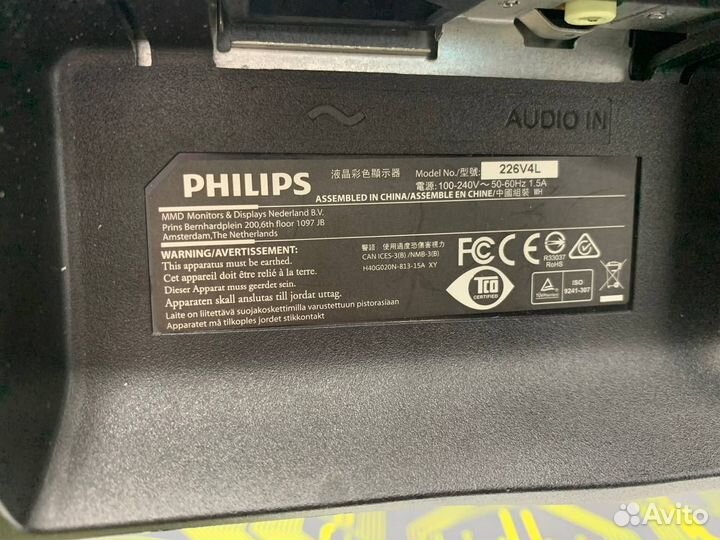 AUDIO IN
PHILIPS
液晶彩色顯示器 Model No./型號: 226V4L
電源: 100-240V～ 50-60Hz 1.5A
ASSEMBLED IN CHINA/ASSEMBLE EN CHINE/中國組裝 WH
MMD Monitors & Displays Nederland B.V.
Prins Bernhardplein 200,6th floor 1097 JB
Amsterdam,The Netherlands
WARNING/AVERTISSEMENT:
This apparatus must be earthed.
Cet appareil doit être relié à la terre.
Dieser Apparat muss geerdet sein.
Apparaten skall anslutas till jordat uttag.
Laite on liitettävä suojakoskettimilla varustettuun pistorasiaan
Apparatet må tilkoples jordet stikkontakt
警語: 使用過度恐傷害視力
CAN ICES-3(B) /NMB-3(B)
H40G020N-813-15A XY
FC CE
R33037
RoHS
TCO
CERTIFIED
TÜVRheinland
ISO
9241-307
Avito